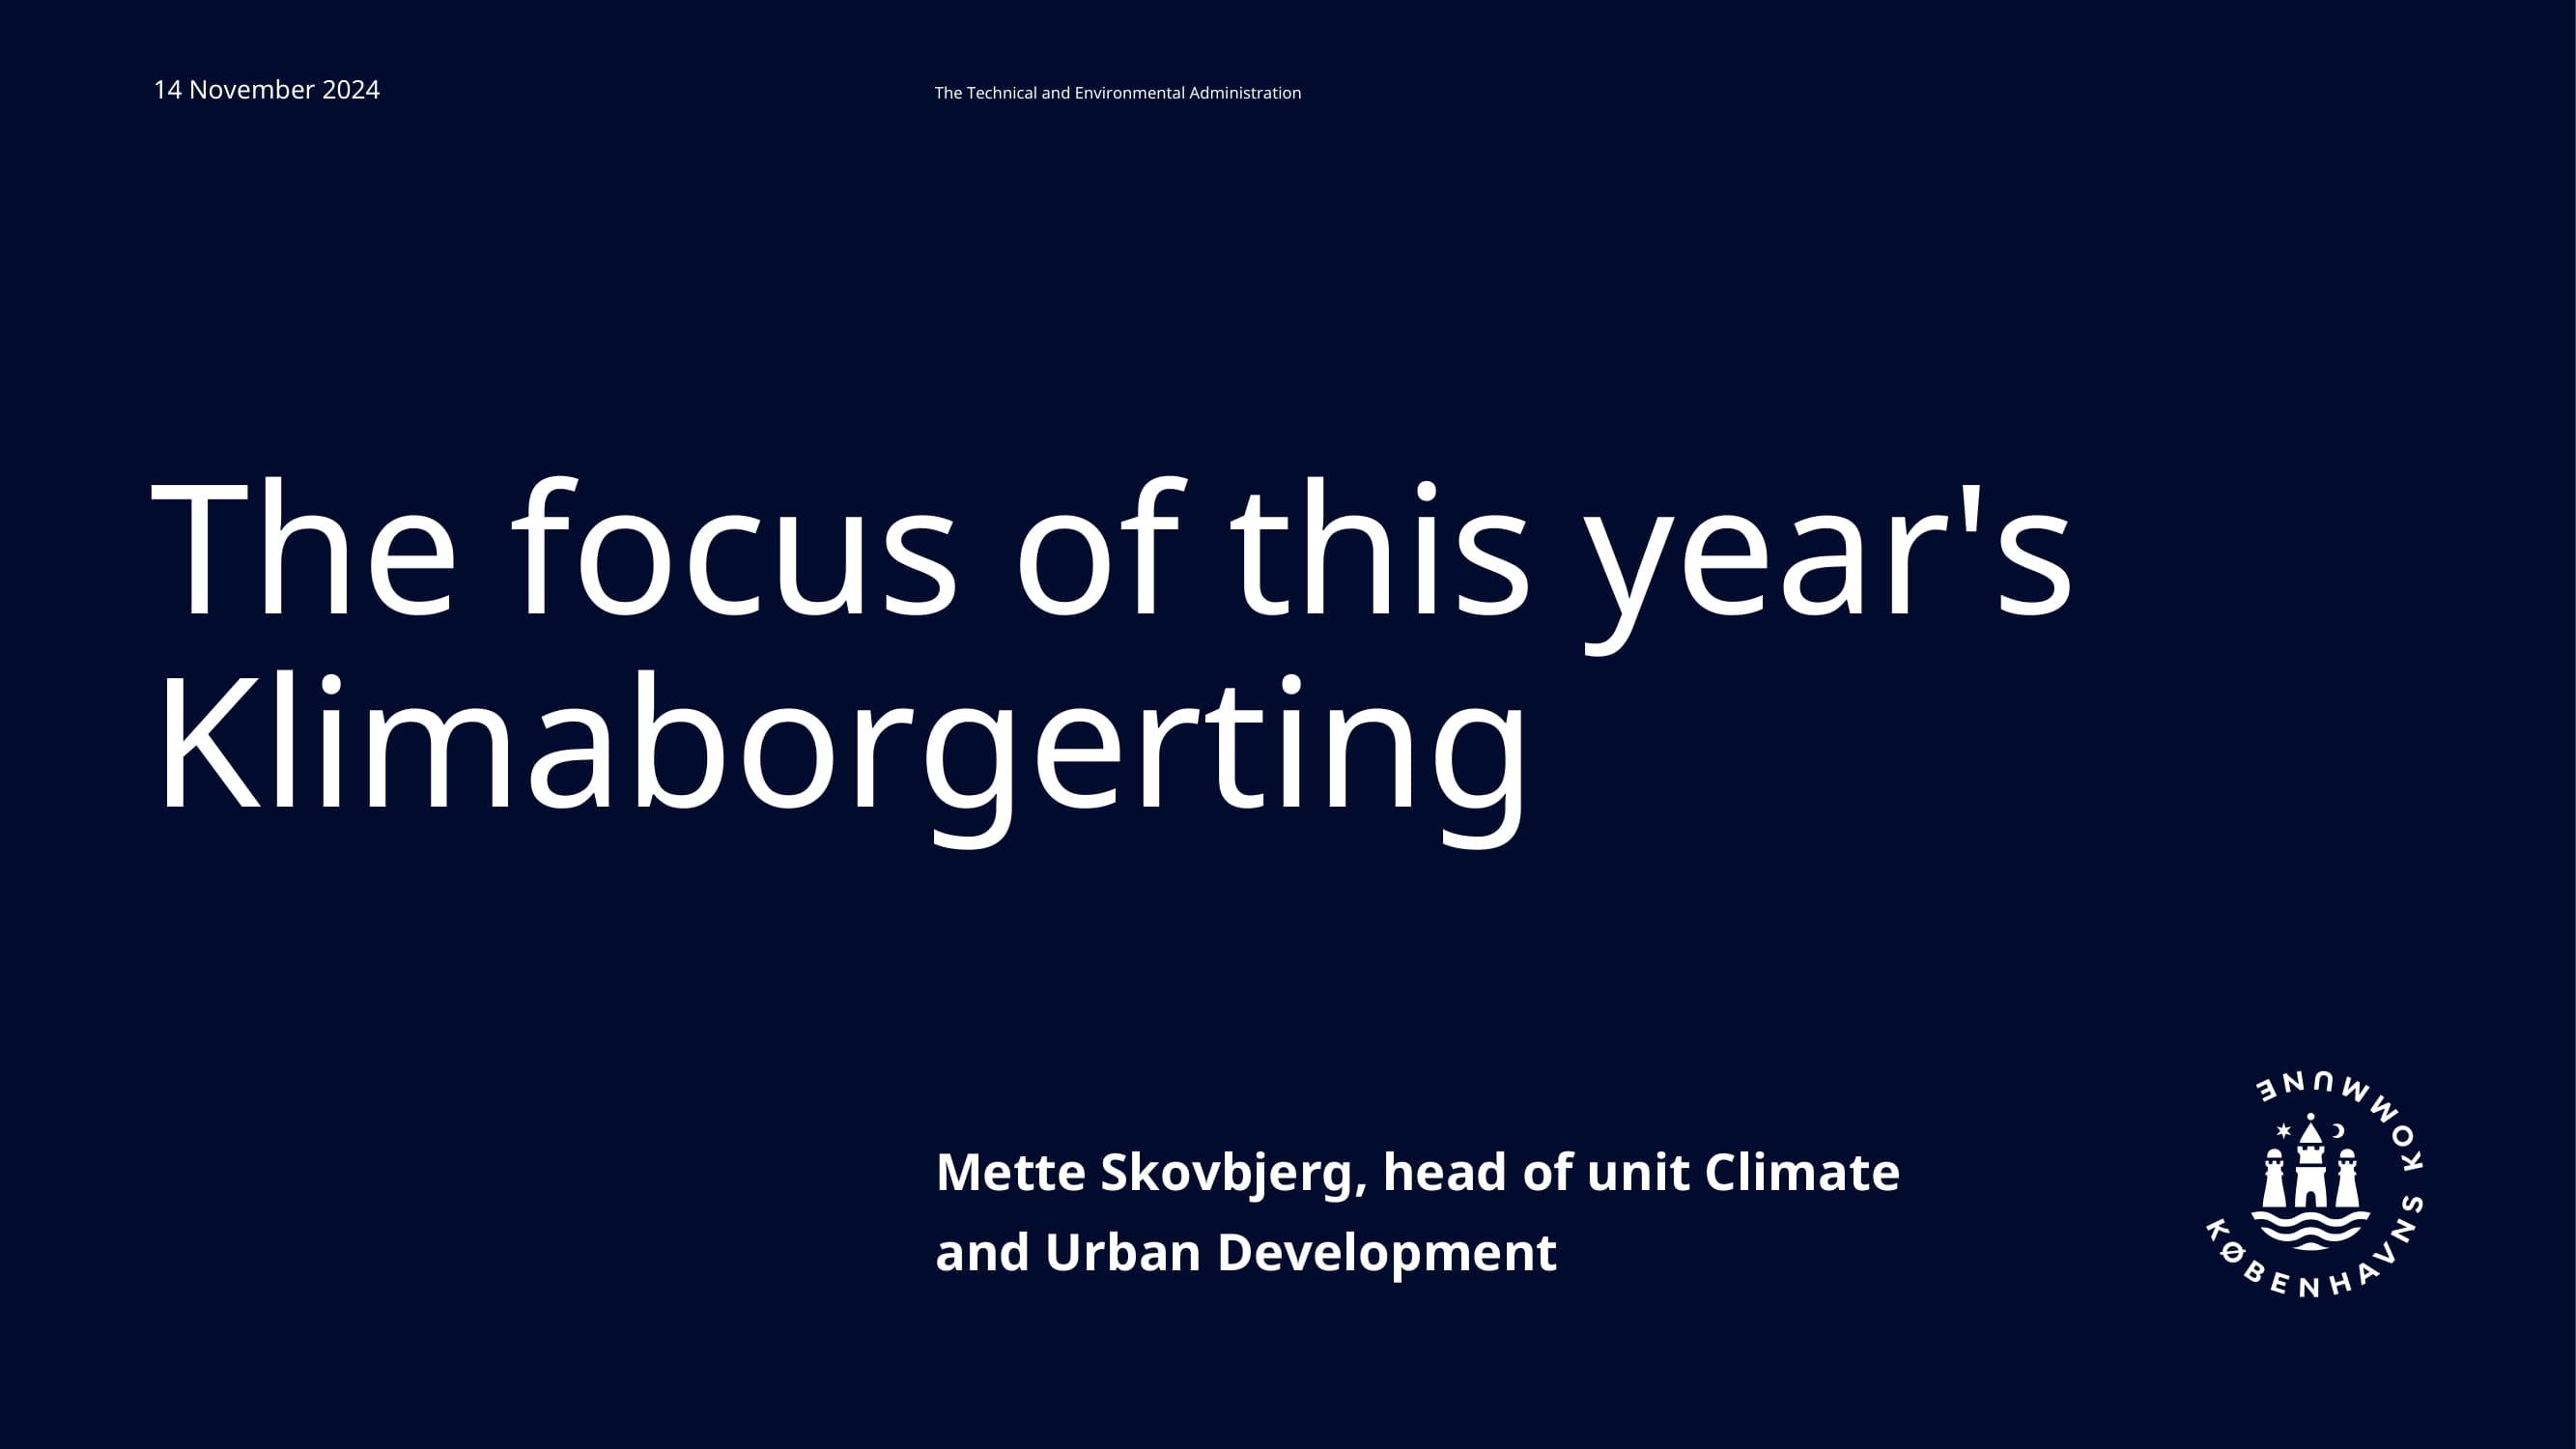 14 November 2024
The Technical and Environmental Administration
The focus of this year's
Klimaborgerting
Mette Skovbjerg, head of unit Climate
and Urban Development
KØBENHAVNS KOMMUNE